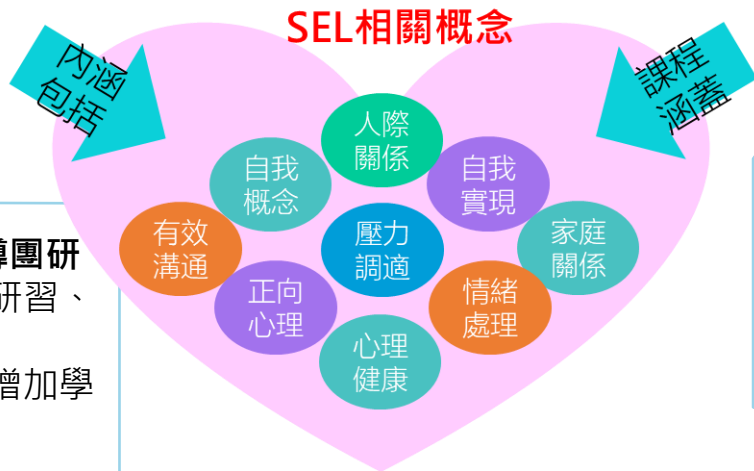 SEL相關概念
內涵
包括
課程
涵蓋
人際
關係
自我
概念
自我
實現
有效
溝通
壓力
調適
家庭
關係
正向
心理
情緒
處理
心理
健康
團研
研習、
增加學